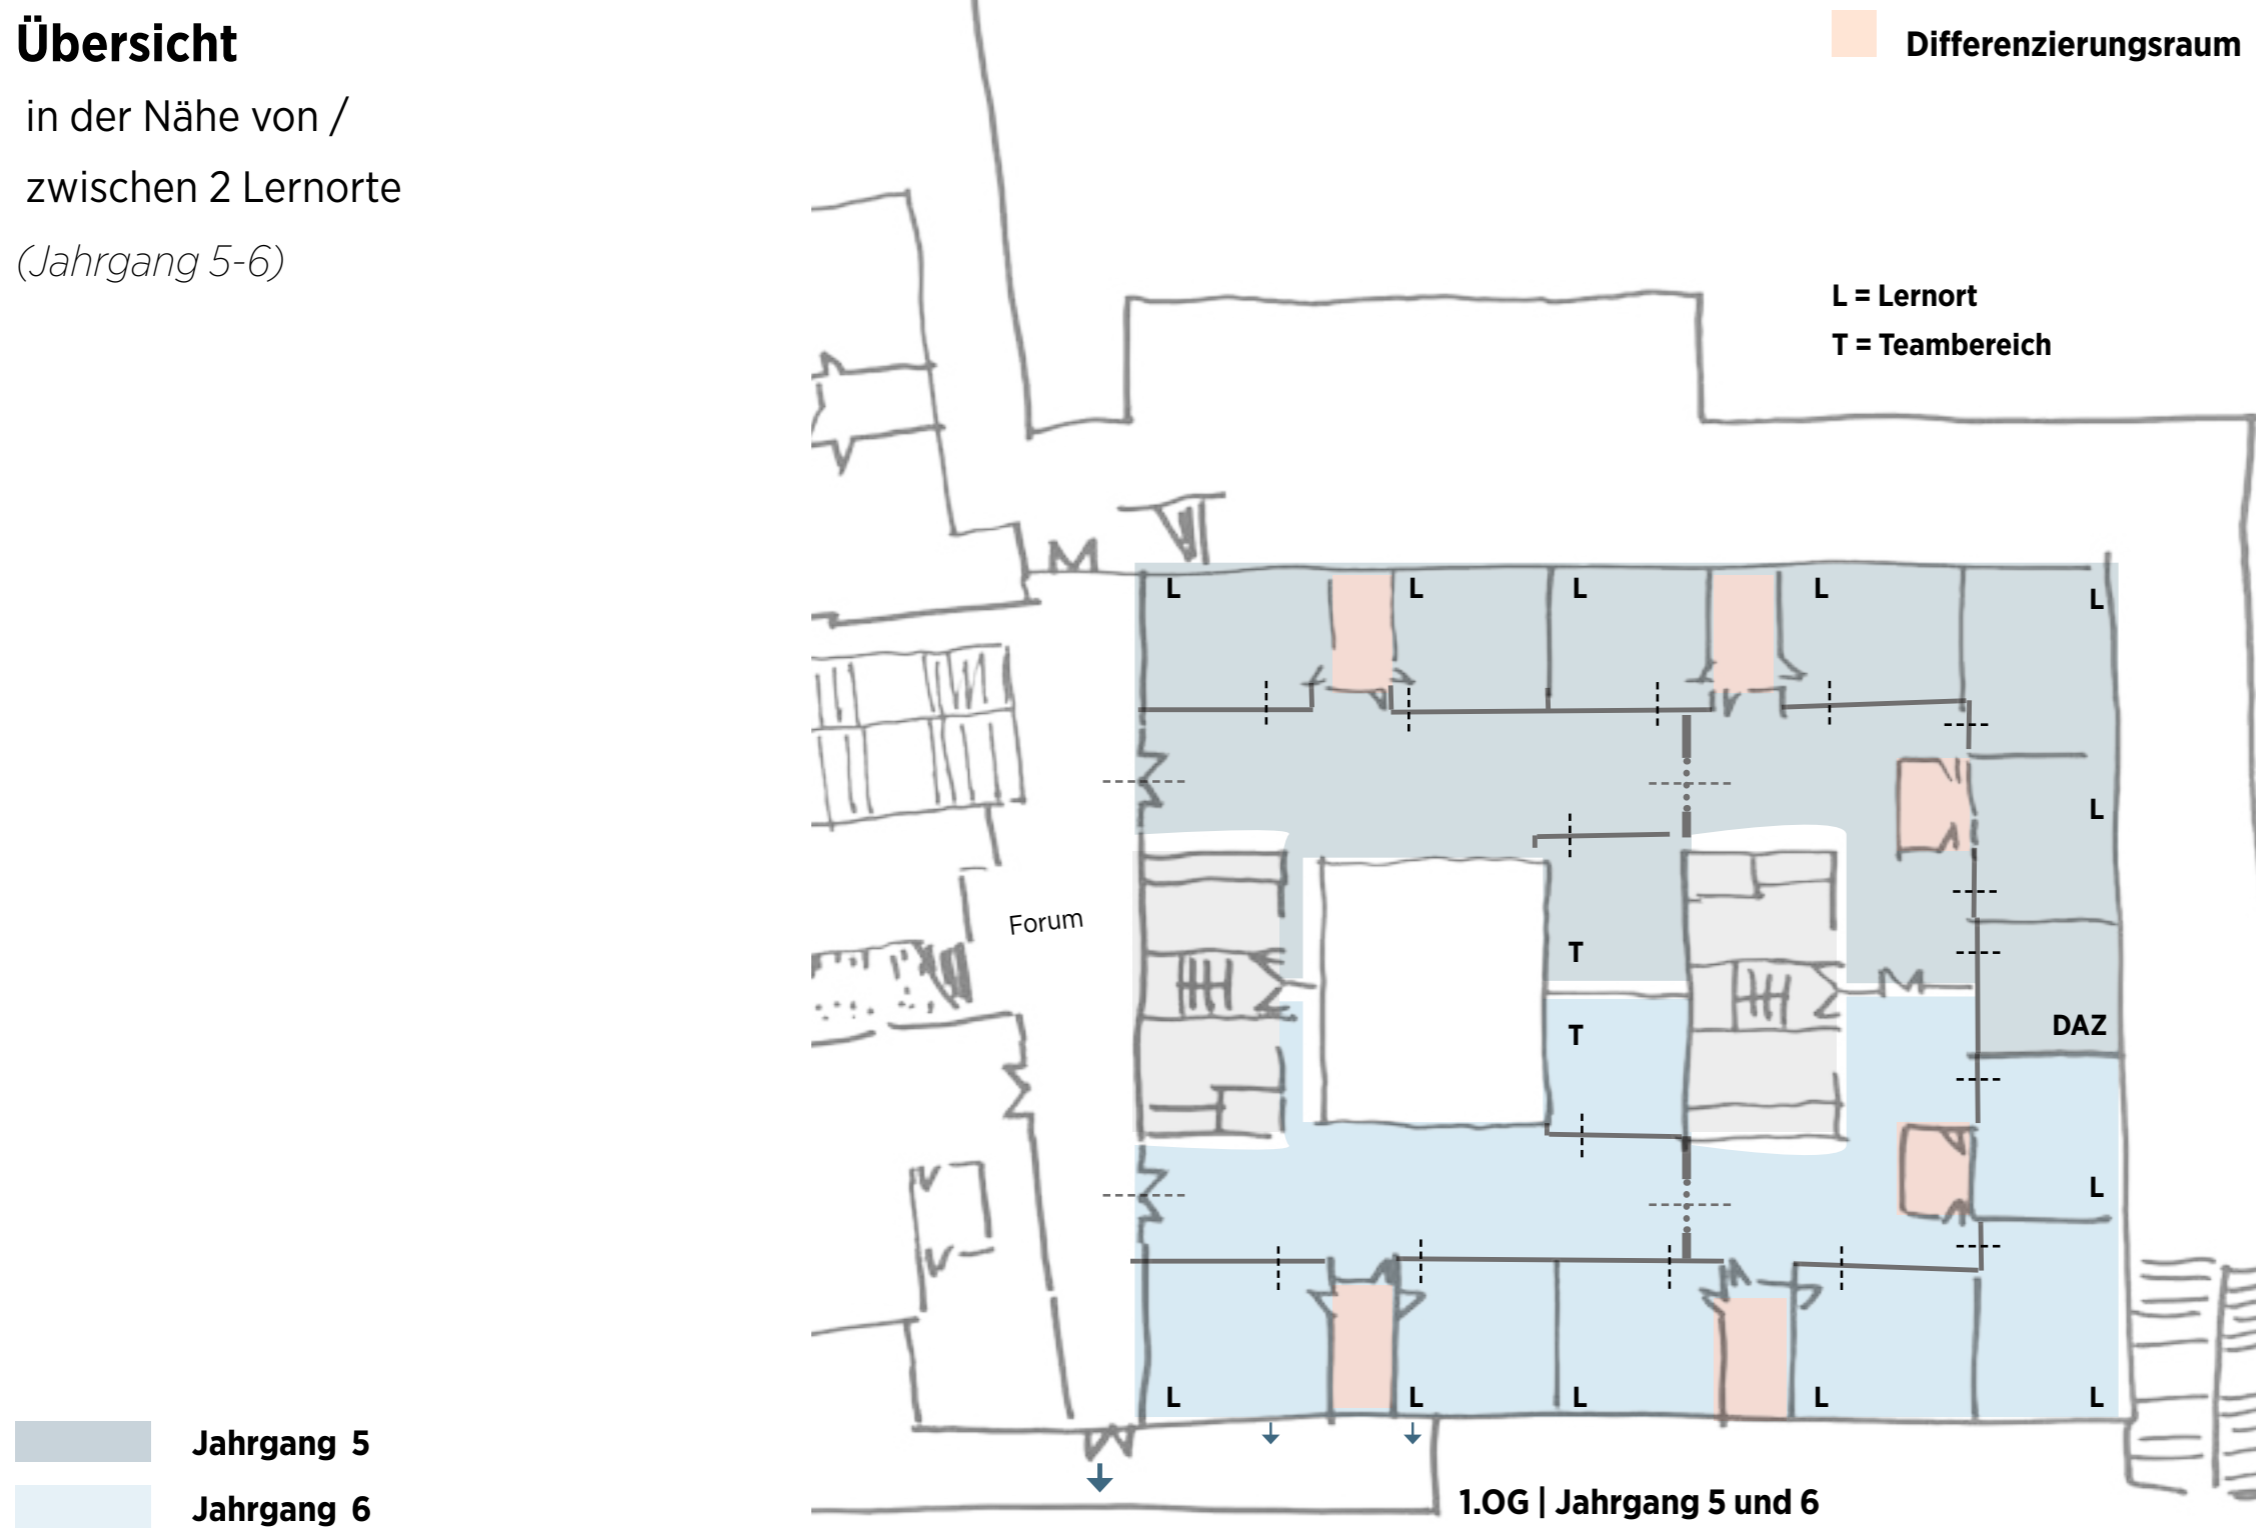 Übersicht
in der Nähe von /
zwischen 2 Lernorte
(Jahrgang 5-6)
Differenzierungsraum
L = Lernort
T = Teambereich
L
L
L
L
L
L
Forum
T
T
DAZ
L
L
L
L
L
L
Jahrgang 5
Jahrgang 6
1.OG | Jahrgang 5 und 6